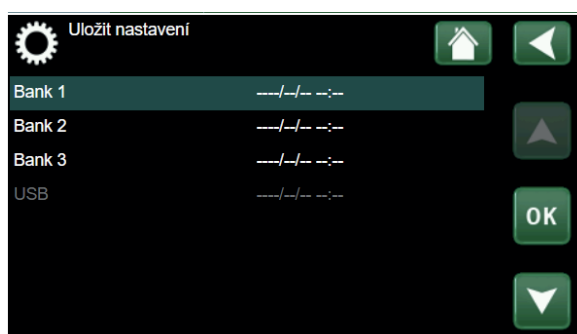 Uložit nastavení
Bank 1 ----/--/-- --:--
Bank 2 ----/--/-- --:--
Bank 3 ----/--/-- --:--
USB ----/--/-- --:--
OK